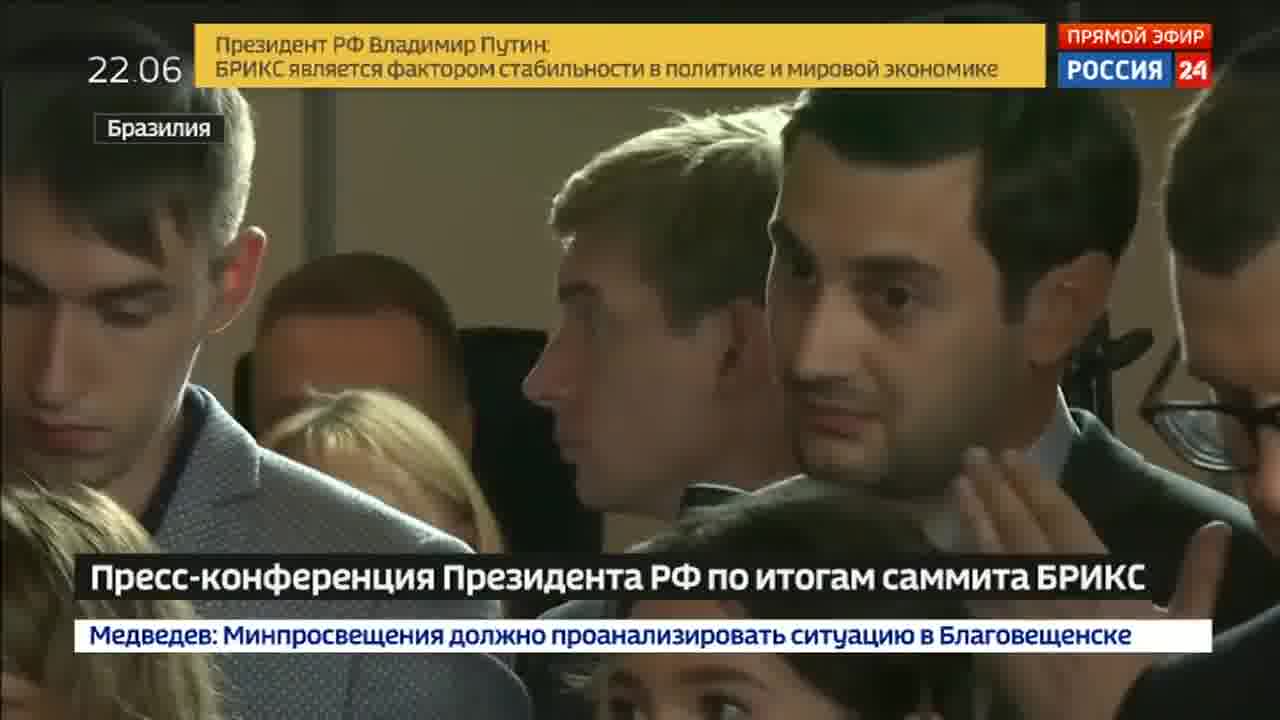 22.06
Президент РФ Владимир Путин:
БРИКС является фактором стабильности в политике и мировой экономике
ПРЯМОЙ ЭФИР
РОССИЯ 24
Бразилия
Пресс-конференция Президента РФ по итогам саммита БРИКС
Медведев: Минпросвещения должно проанализировать ситуацию в Благовещенске